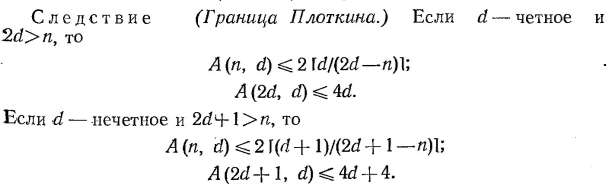 Следствие (Граница Плоткина.) Если d — четное и
2d>n, то
A(n, d)⩽2⌈d/(2d—n)⌉;
A(2d, d)⩽4d.
Если d — нечетное и 2d+1>n, то
A(n, d)⩽2⌈(d+1)/(2d+1—n)⌉;
A(2d+1, d)⩽4d+4.